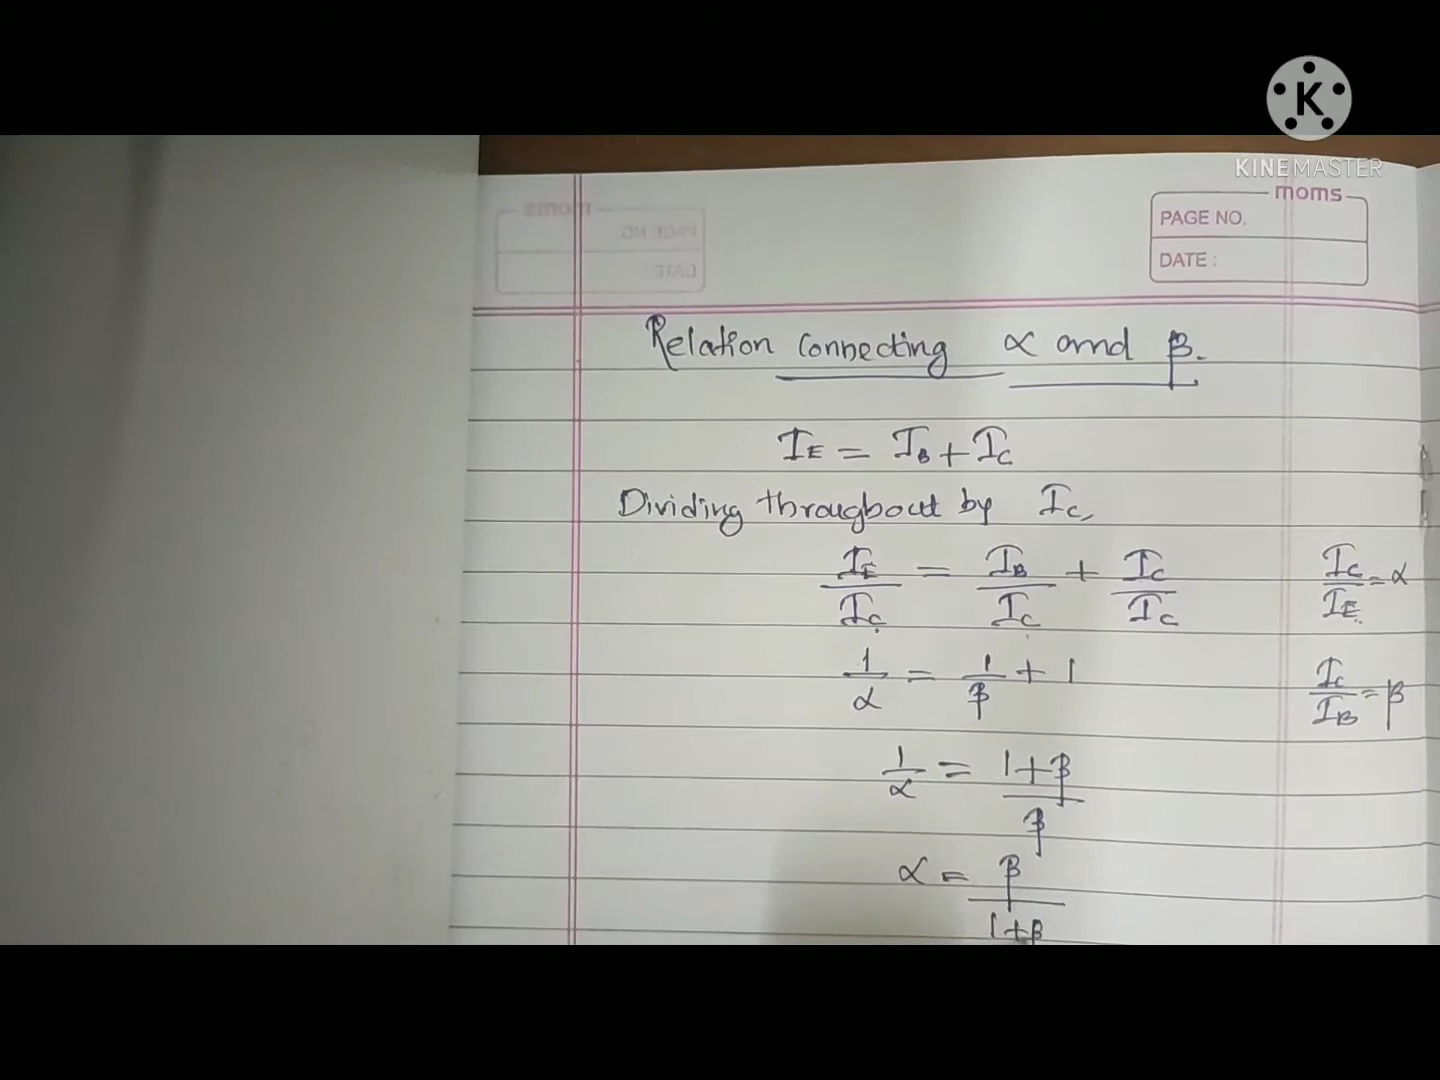 K
KINEMASTER
moms
PAGE NO.
DATE :
Relation connecting α and β.
I_E = I_B + I_C
Dividing throughout by I_C,
I_E/I_C = I_B/I_C + I_C/I_C
I_C/I_E = α
1/α = 1/β + 1
I_C/I_B = β
1/α = 1+β/β
α = β/1+β